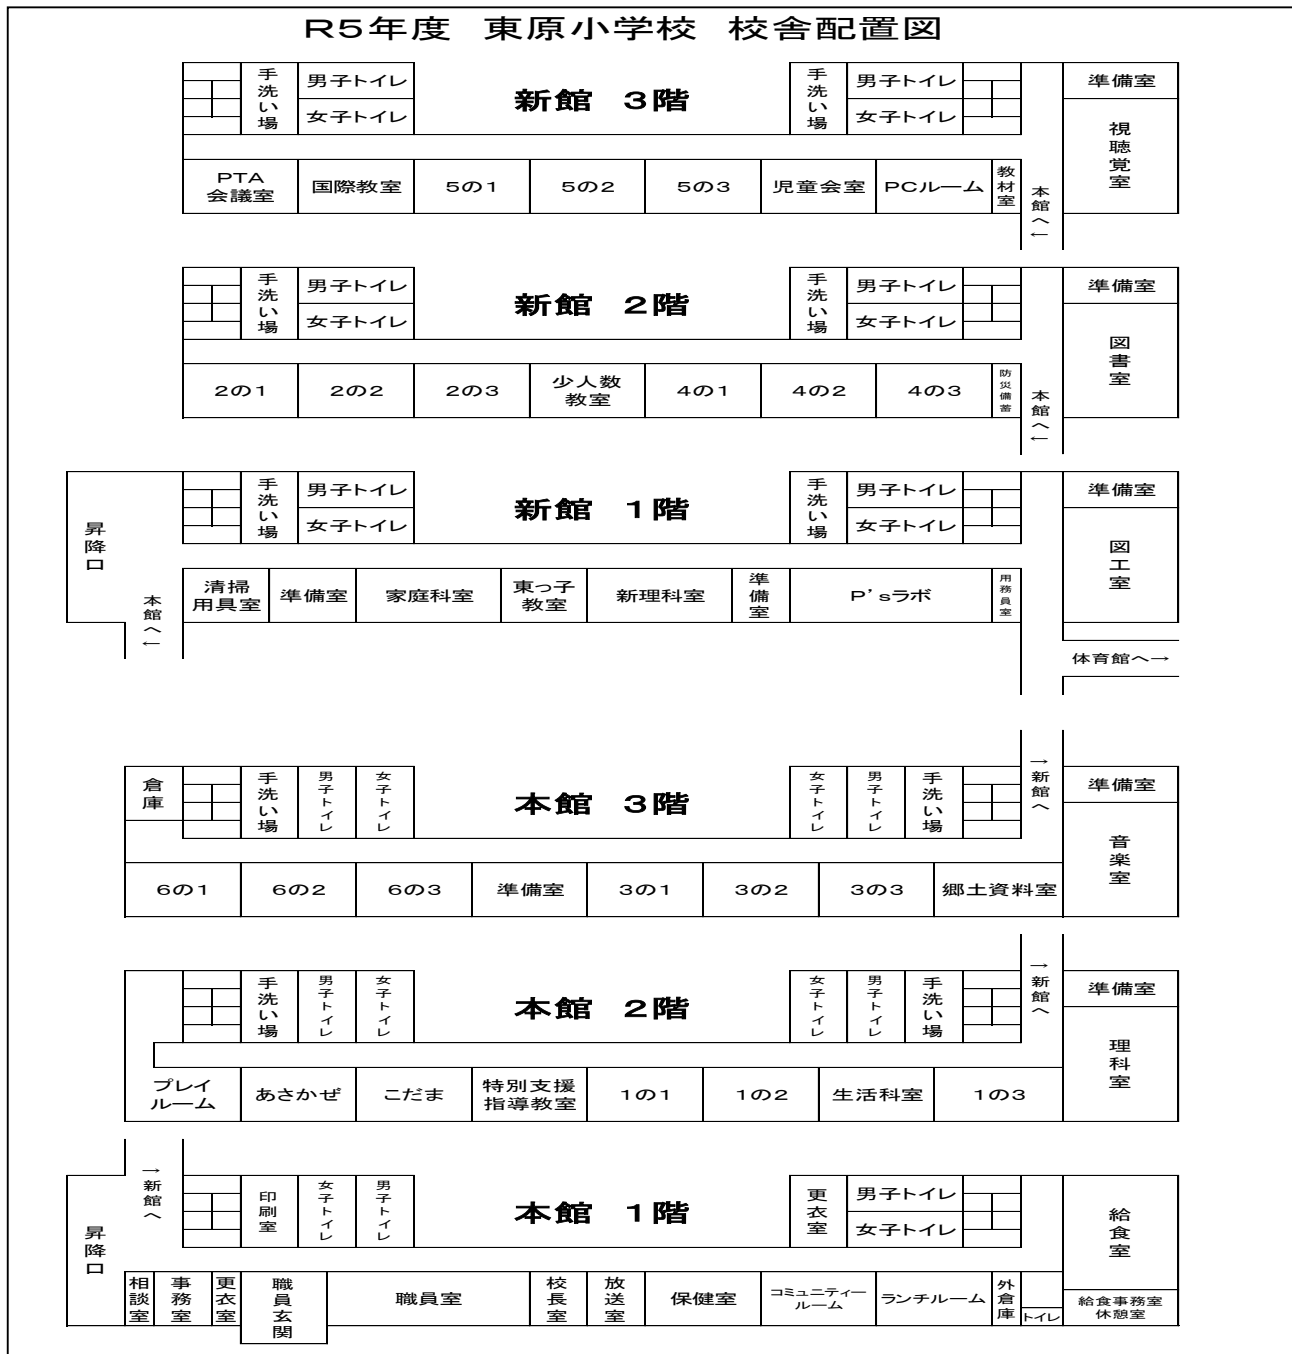 R5年度 東原小学校 校舎配置図
手洗い場
男子トイレ
女子トイレ
新館 3階
手洗い場
男子トイレ
女子トイレ
準備室
視聴覚室
PTA
会議室
国際教室
5の1
5の2
5の3
児童会室
PCルーム
教材室
本館へ←
手洗い場
男子トイレ
女子トイレ
新館 2階
手洗い場
男子トイレ
女子トイレ
準備室
図書室
2の1
2の2
2の3
少人数
教室
4の1
4の2
4の3
防災備蓄
本館へ←
昇降口
手洗い場
男子トイレ
女子トイレ
新館 1階
手洗い場
男子トイレ
女子トイレ
準備室
図工室
本館へ←
清掃
用具室
準備室
家庭科室
東っ子
教室
新理科室
準備室
P'sラボ
用務員室
体育館へ→
倉庫
手洗い場
男子トイレ
女子トイレ
本館 3階
女子トイレ
男子トイレ
手洗い場
→新館へ
準備室
音楽室
6の1
6の2
6の3
準備室
3の1
3の2
3の3
郷土資料室
手洗い場
男子トイレ
女子トイレ
本館 2階
女子トイレ
男子トイレ
手洗い場
→新館へ
準備室
理科室
プレイ
ルーム
あさかぜ
こだま
特別支援
指導教室
1の1
1の2
生活科室
1の3
→新館へ
昇降口
印刷室
女子トイレ
男子トイレ
本館 1階
更衣室
男子トイレ
女子トイレ
給食室
相談室
事務室
更衣室
職員玄関
職員室
校長室
放送室
保健室
コミュニティー
ルーム
ランチルーム
外倉庫
トイレ
給食事務室
休憩室